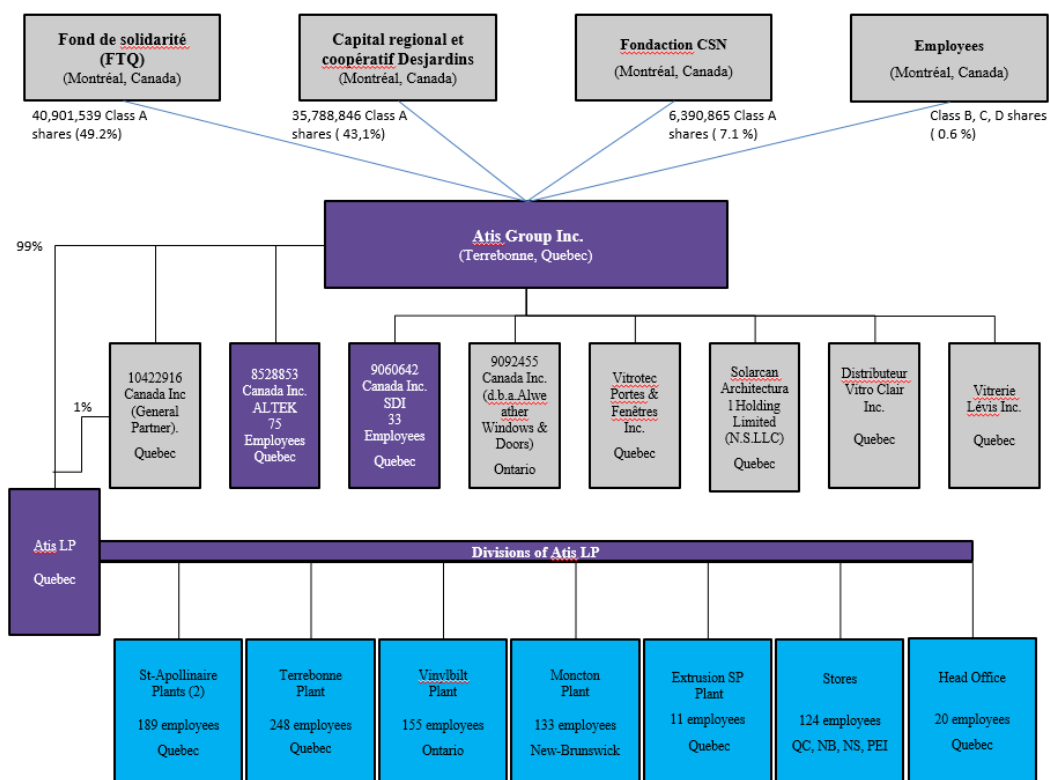 Fond de solidarité
(FTQ)
(Montréal, Canada)
Capital regional et
coopératif Desjardins
(Montréal, Canada)
Fondaction CSN
(Montréal, Canada)
Employees
(Montréal, Canada)
40,901,539 Class A
shares (49.2%)
35,788,846 Class A
shares ( 43,1%)
6,390,865 Class A
shares ( 7.1 %)
Class B, C, D shares
( 0.6 %)
Atis Group Inc.
(Terrebonne, Quebec)
99%
1%
10422916
Canada Inc
(General
Partner).
Quebec
8528853
Canada Inc.
ALTEK
75
Employees
Quebec
9060642
Canada Inc.
SDI
33
Employees
Quebec
9092455
Canada Inc.
(d.b.a.Alwe
ather
Windows &
Doors)
Ontario
Vitrotec
Portes &
Fenêtres
Inc.
Quebec
Solarcan
Architectura
l Holding
Limited
(N.S.LLC)
Quebec
Distributeur
Vitro Clair
Inc.
Quebec
Vitrerie
Lévis Inc.
Quebec
Atis LP
Quebec
Divisions of Atis LP
St-Apollinaire
Plants (2)
189 employees
Quebec
Terrebonne
Plant
248 employees
Quebec
Vinylbilt
Plant
155 employees
Ontario
Moncton
Plant
133 employees
New-Brunswick
Extrusion SP
Plant
11 employees
Quebec
Stores
124 employees
QC, NB, NS, PEI
Head Office
20 employees
Quebec